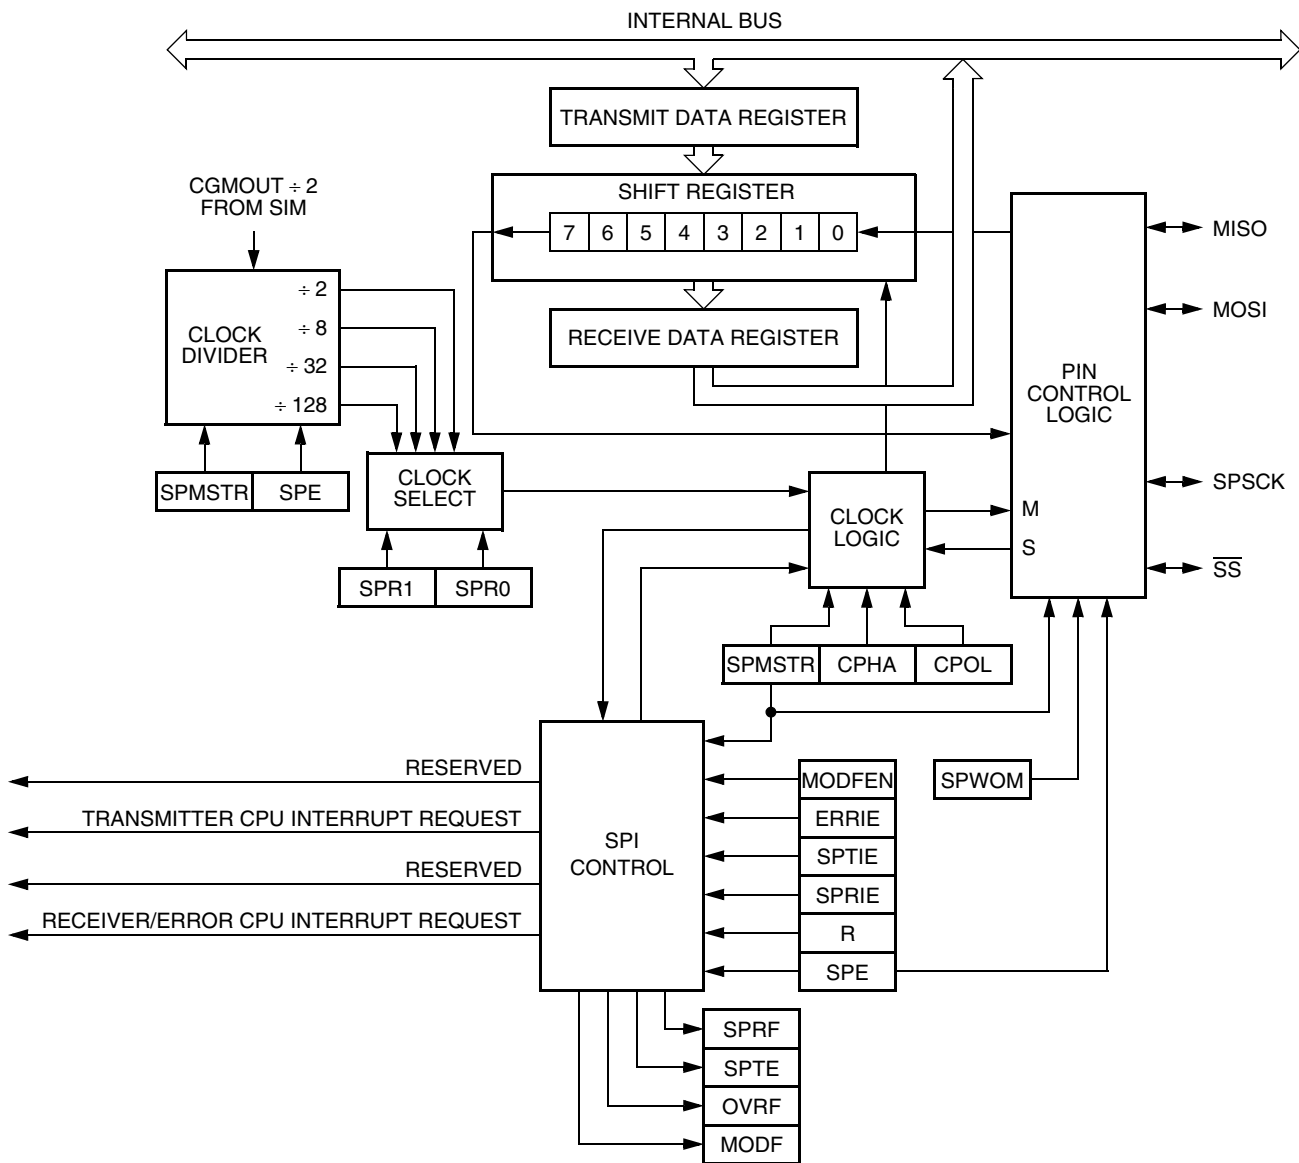 INTERNAL BUS
TRANSMIT DATA REGISTER
SHIFT REGISTER
7 6 5 4 3 2 1 0
RECEIVE DATA REGISTER
CGMOUT ÷ 2
FROM SIM
CLOCK
DIVIDER
÷ 2
÷ 8
÷ 32
÷ 128
SPMSTR SPE
CLOCK
SELECT
SPR1 SPR0
CLOCK
LOGIC
SPMSTR CPHA CPOL
PIN
CONTROL
LOGIC
M
S
MISO
MOSI
SPSCK
S̅S̅
RESERVED
TRANSMITTER CPU INTERRUPT REQUEST
RESERVED
RECEIVER/ERROR CPU INTERRUPT REQUEST
SPI
CONTROL
MODFEN
ERRIE
SPTIE
SPRIE
R
SPE
SPWOM
SPRF
SPTE
OVRF
MODF